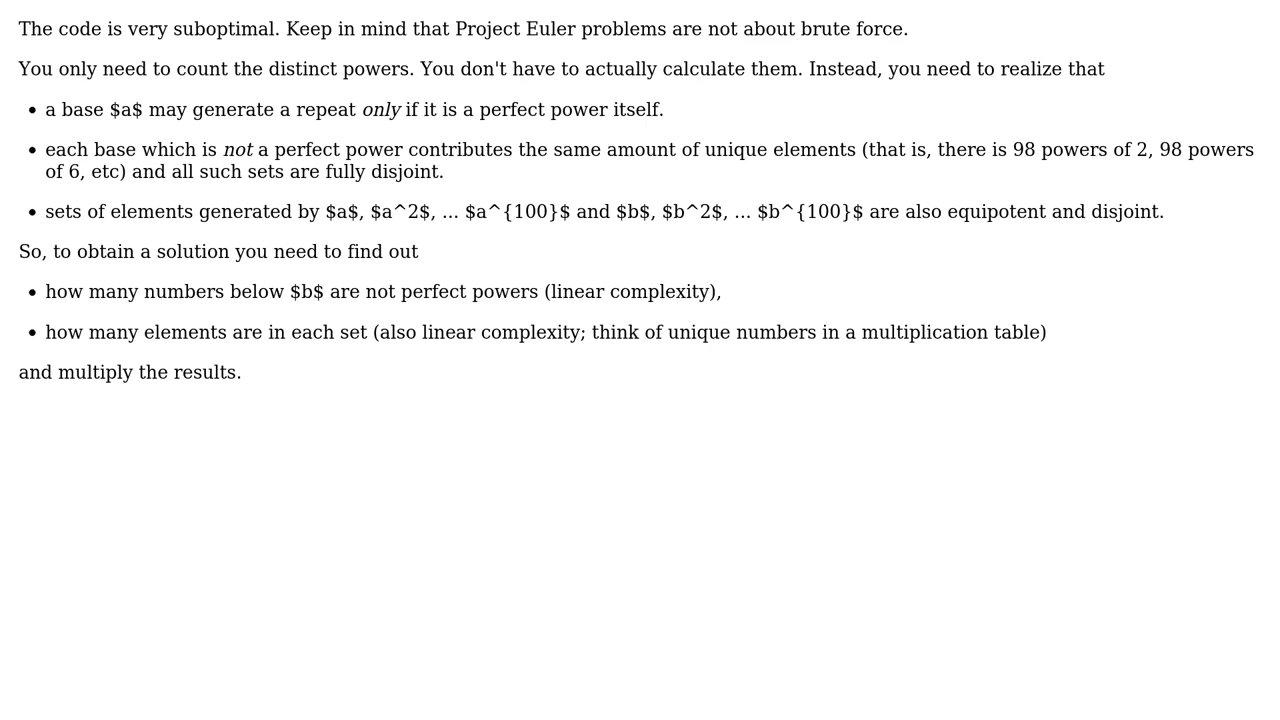 The code is very suboptimal. Keep in mind that Project Euler problems are not about brute force.
You only need to count the distinct powers. You don't have to actually calculate them. Instead, you need to realize that
• a base $a$ may generate a repeat only if it is a perfect power itself.
• each base which is not a perfect power contributes the same amount of unique elements (that is, there is 98 powers of 2, 98 powers
of 6, etc) and all such sets are fully disjoint.
• sets of elements generated by $a$, $a^2$, ... $a^{100}$ and $b$, $b^2$, ... $b^{100}$ are also equipotent and disjoint.
So, to obtain a solution you need to find out
• how many numbers below $b$ are not perfect powers (linear complexity),
• how many elements are in each set (also linear complexity; think of unique numbers in a multiplication table)
and multiply the results.